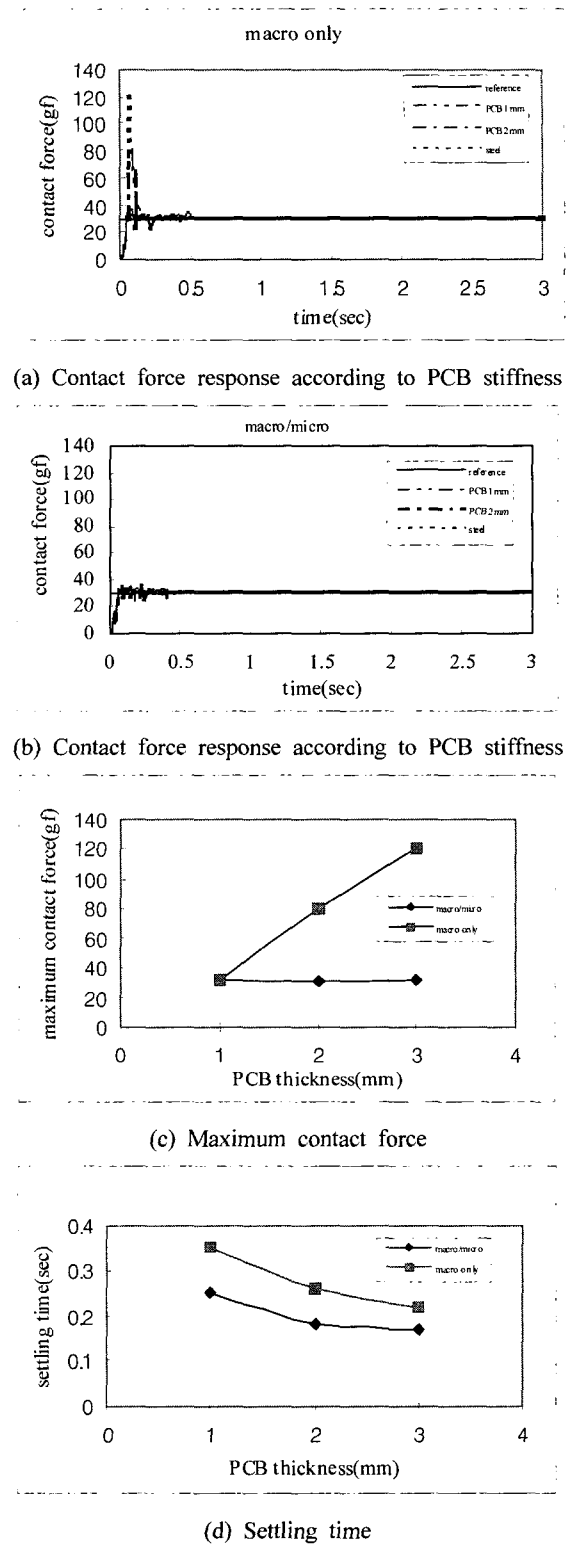 macro only
140
120
100
80
60
40
20
0
contact force(gf)
reference
PCB 1mm
PCB 2mm
steel
0 0.5 1 1.5 2 2.5 3
time(sec)
(a) Contact force response according to PCB stiffness
macro/micro
140
120
100
80
60
40
20
0
contact force(gf)
reference
PCB 1mm
PCB 2mm
steel
0 0.5 1 1.5 2 2.5 3
time(sec)
(b) Contact force response according to PCB stiffness
140
120
100
80
60
40
20
0
maximum contact force(gf)
macro/micro
macro only
0 1 2 3 4
PCB thickness(mm)
(c) Maximum contact force
0.4
0.3
0.2
0.1
0
settling time(sec)
macro/micro
macro only
0 1 2 3 4
PCB thickness(mm)
(d) Settling time